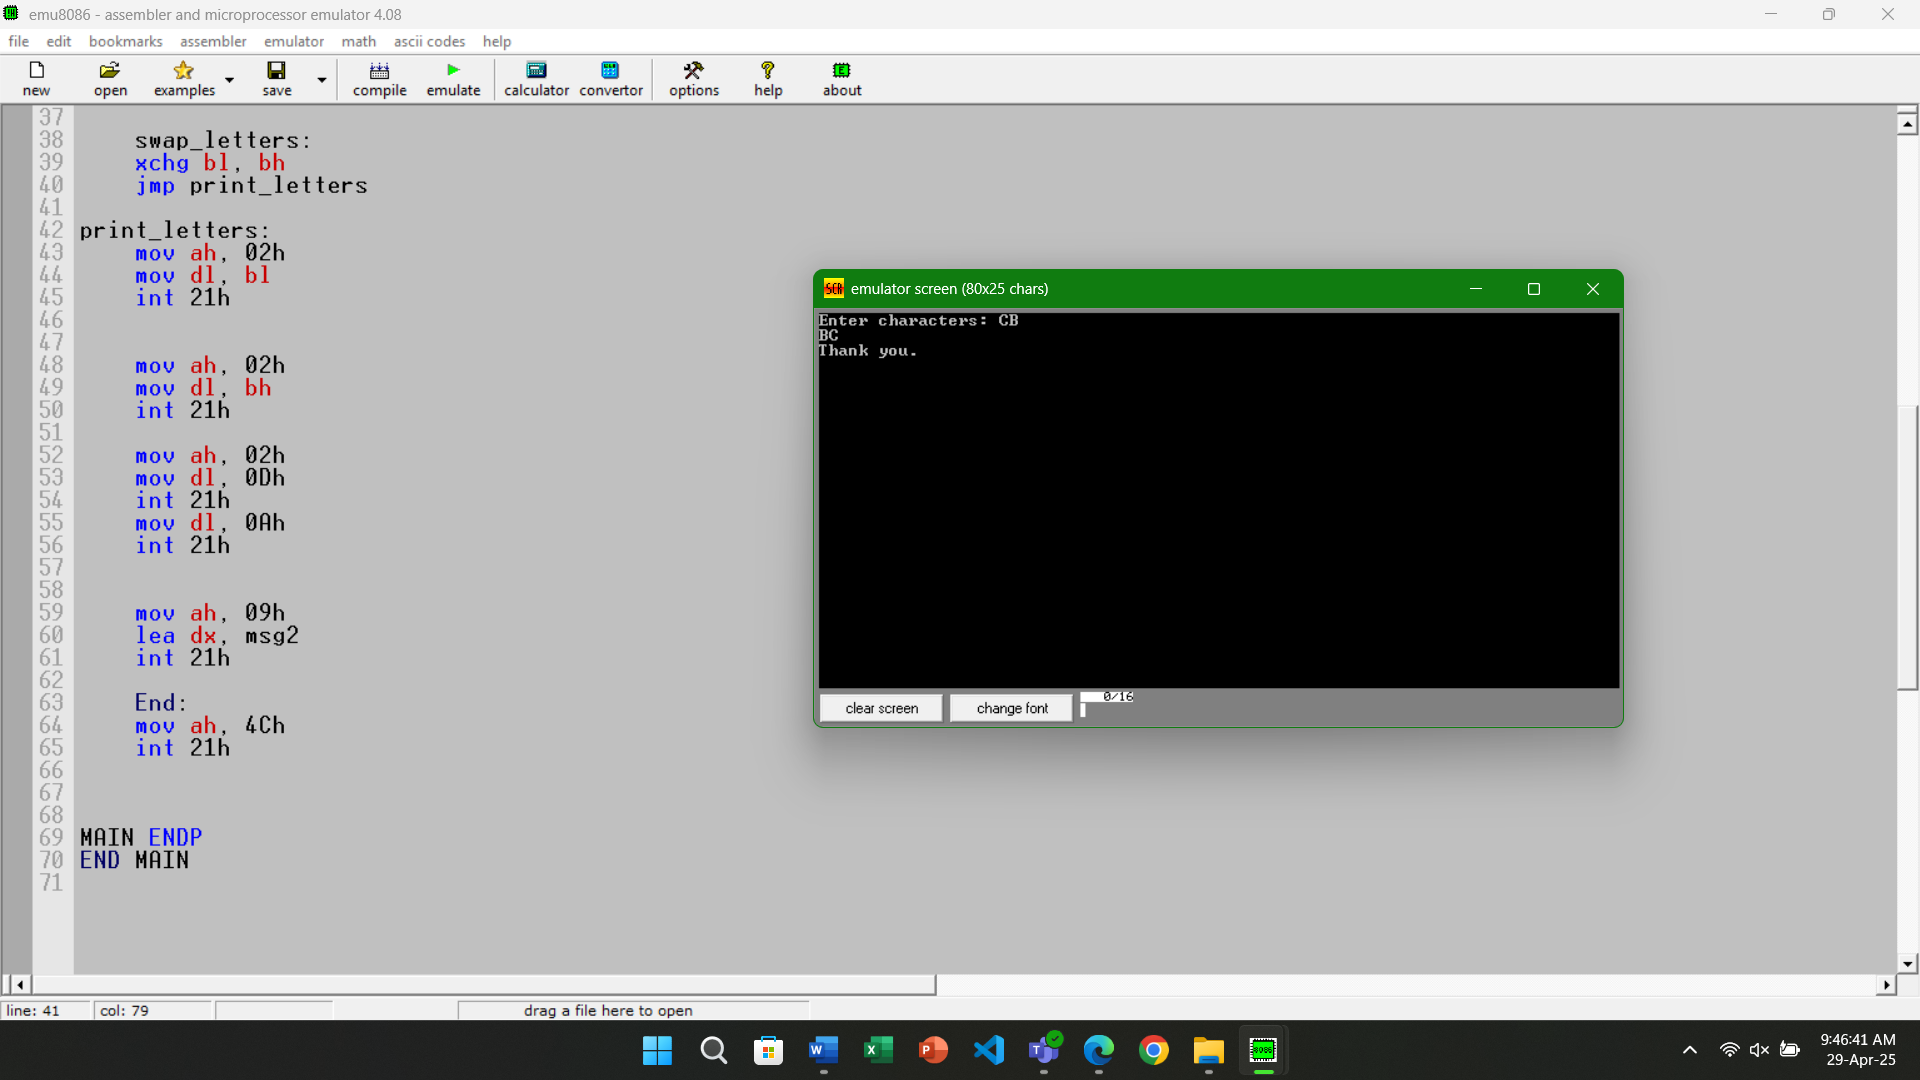 emu8086 - assembler and microprocessor emulator 4.08
file edit bookmarks assembler emulator math ascii codes help
new open examples save compile emulate calculator convertor options help about
37
38 swap_letters:
39 xchg bl, bh
40 jmp print_letters
41
42 print_letters:
43 mov ah, 02h
44 mov dl, bl
45 int 21h
46
47
48 mov ah, 02h
49 mov dl, bh
50 int 21h
51
52 mov ah, 02h
53 mov dl, 0Dh
54 int 21h
55 mov dl, 0Ah
56 int 21h
57
58
59 mov ah, 09h
60 lea dx, msg2
61 int 21h
62
63 End:
64 mov ah, 4Ch
65 int 21h
66
67
68
69 MAIN ENDP
70 END MAIN
71
SCR emulator screen (80x25 chars)
Enter characters: CB
BC
Thank you.
clear screen change font 0/16
line: 41 col: 79 drag a file here to open
9:46:41 AM
29-Apr-25